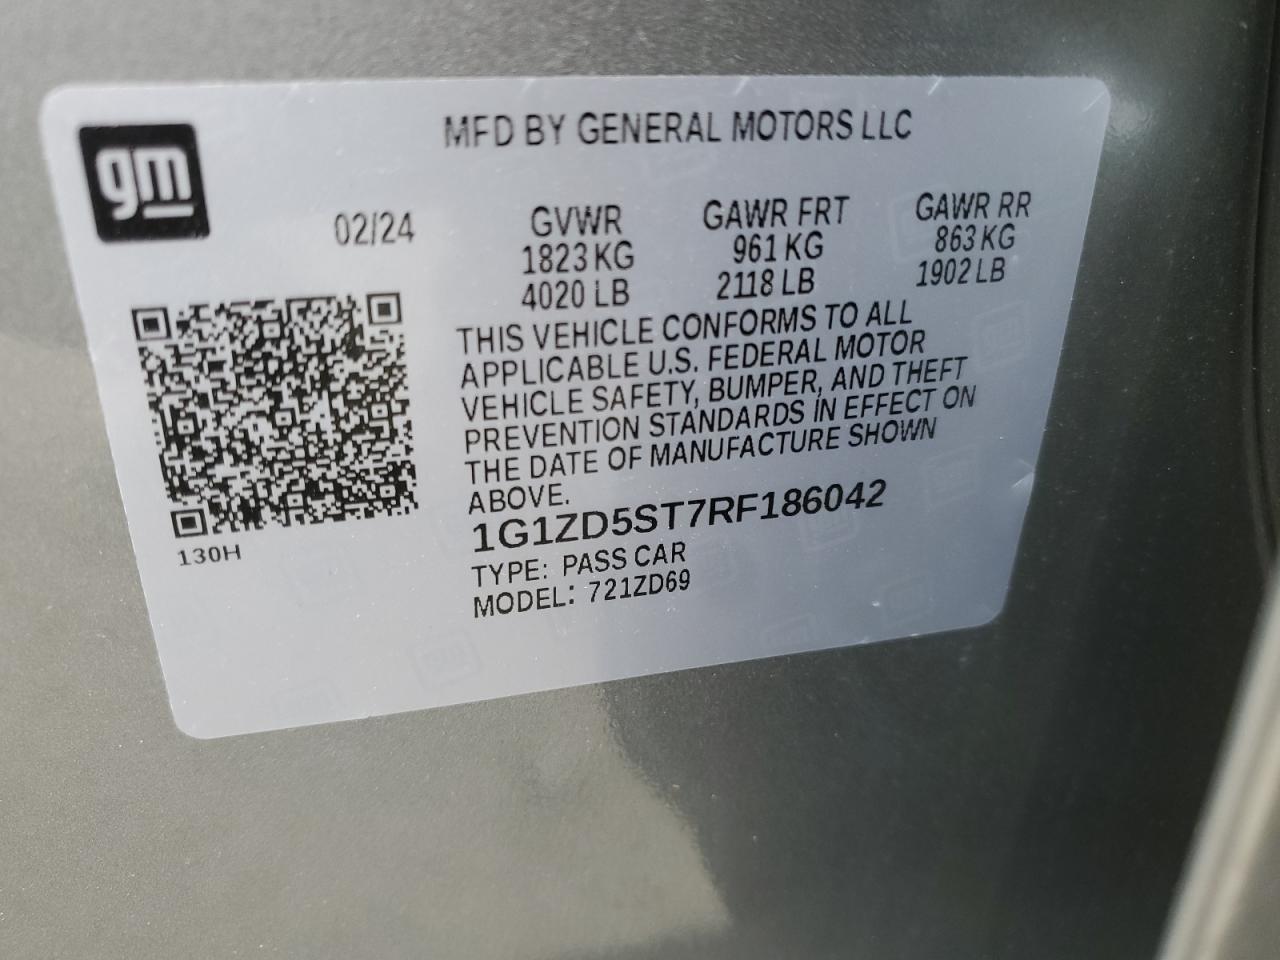 MFD BY GENERAL MOTORS LLC
gm
02/24
GVWR GAWR FRT GAWR RR
1823 KG 961 KG 863 KG
4020 LB 2118 LB 1902 LB
THIS VEHICLE CONFORMS TO ALL
APPLICABLE U.S. FEDERAL MOTOR
VEHICLE SAFETY, BUMPER, AND THEFT
PREVENTION STANDARDS IN EFFECT ON
THE DATE OF MANUFACTURE SHOWN
ABOVE.
1G1ZD5ST7RF186042
TYPE: PASS CAR
MODEL: 721ZD69
130H